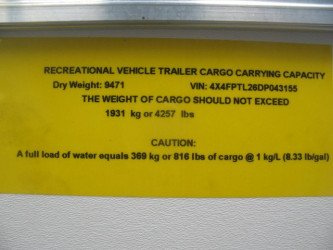 RECREATIONAL VEHICLE TRAILER CARGO CARRYING CAPACITY
Dry Weight: 9471 VIN: 4X4FPTL26DP043155
THE WEIGHT OF CARGO SHOULD NOT EXCEED
1931 kg or 4257 lbs
CAUTION:
A full load of water equals 369 kg or 816 lbs of cargo @ 1 kg/L (8.33 lb/gal)